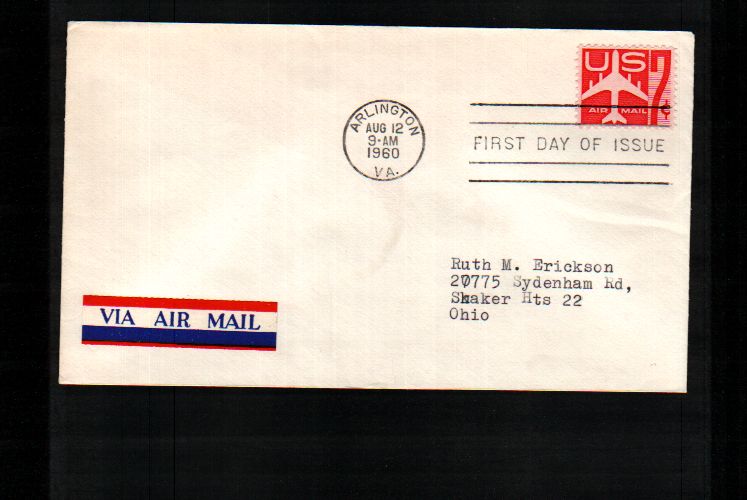 US 7¢
AIR MAIL
ARLINGTON
AUG 12
9-AM
1960
VA.
FIRST DAY OF ISSUE
Ruth M. Erickson
Sydenham Rd,
Shaker Hts 22
Ohio
VIA AIR MAIL